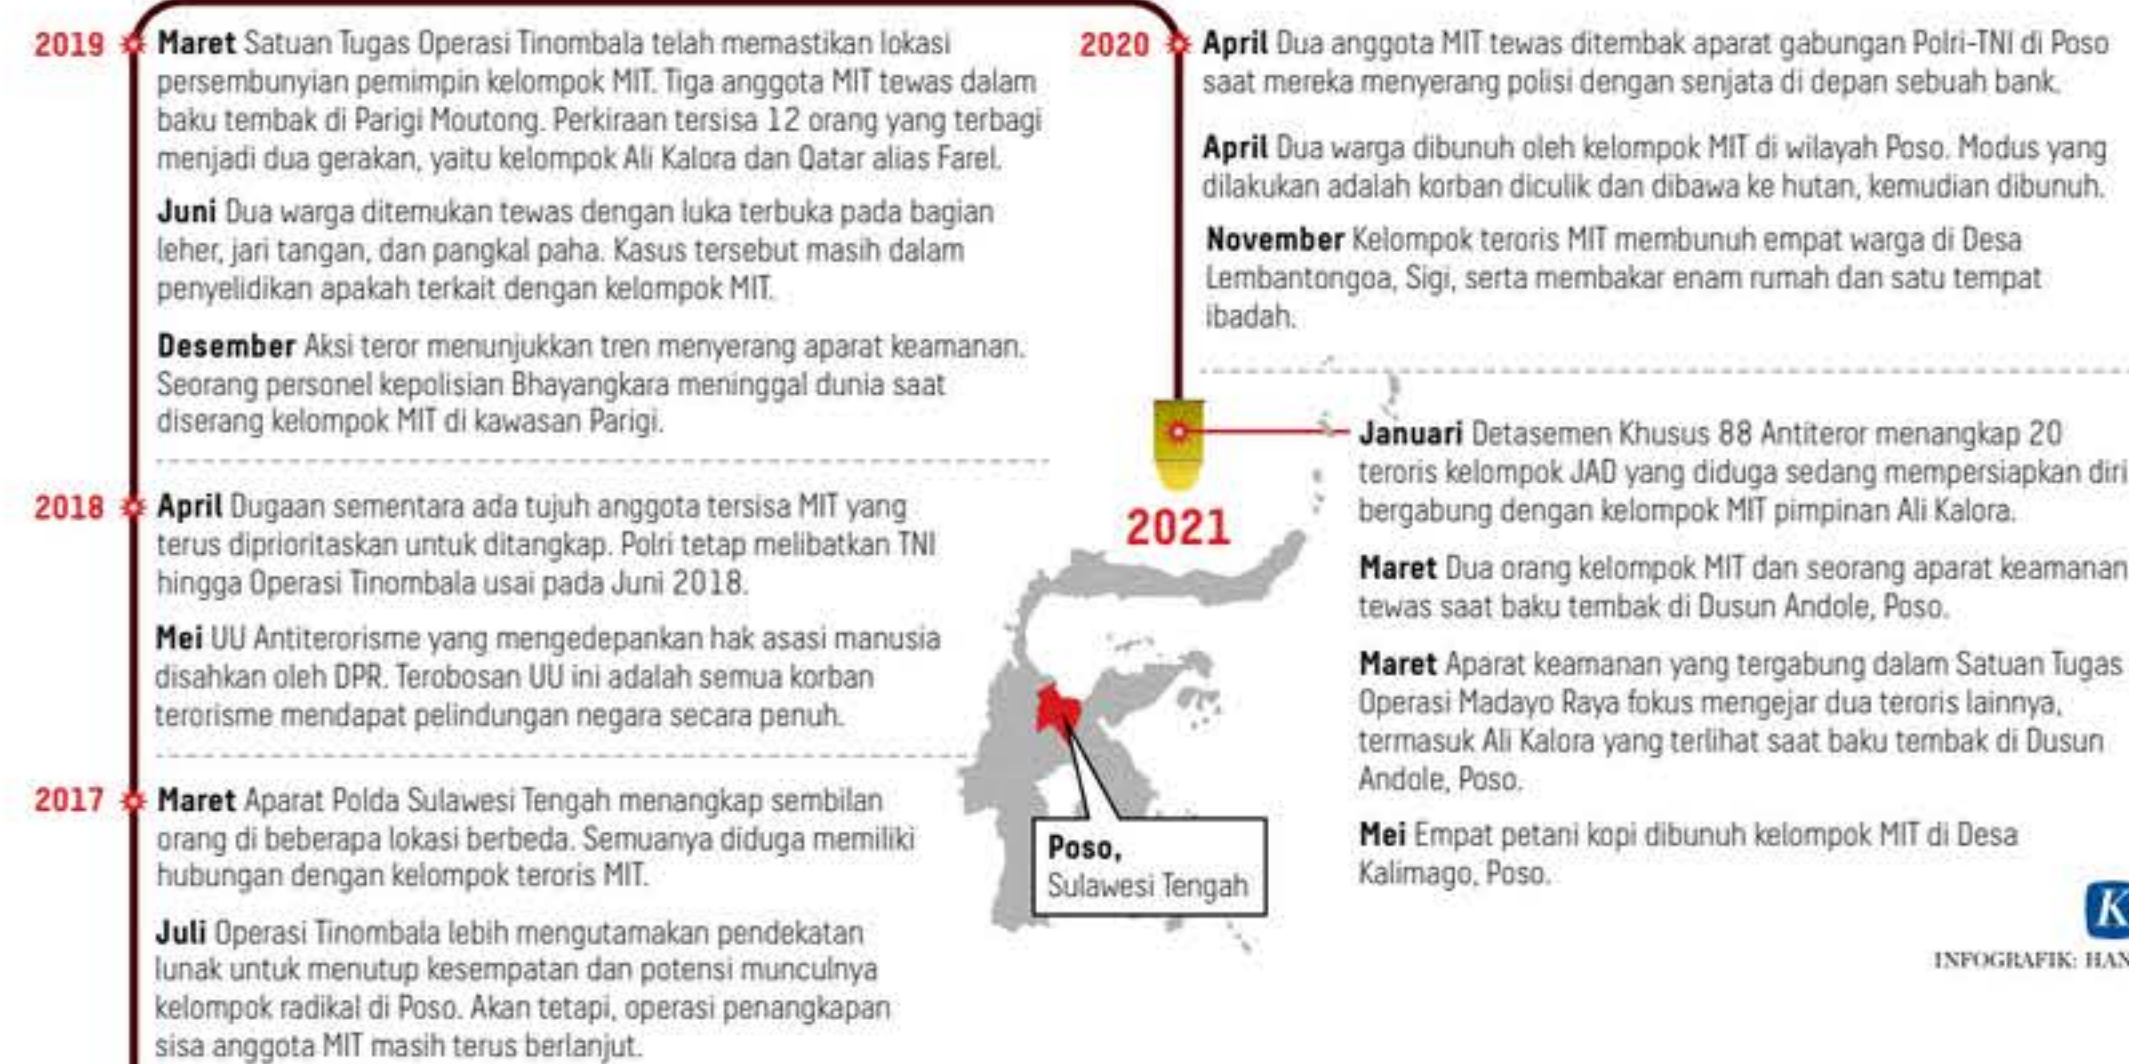 2019
Maret Satuan Tugas Operasi Tinombala telah memastikan lokasi
persembunyian pemimpin kelompok MIT. Tiga anggota MIT tewas dalam
baku tembak di Parigi Moutong. Perkiraan tersisa 12 orang yang terbagi
menjadi dua gerakan, yaitu kelompok Ali Kalora dan Qatar alias Farel.
Juni Dua warga ditemukan tewas dengan luka terbuka pada bagian
leher, jari tangan, dan pangkal paha. Kasus tersebut masih dalam
penyelidikan apakah terkait dengan kelompok MIT.
Desember Aksi teror menunjukkan tren menyerang aparat keamanan.
Seorang personel kepolisian Bhayangkara meninggal dunia saat
diserang kelompok MIT di kawasan Parigi.
2018
April Dugaan sementara ada tujuh anggota tersisa MIT yang
terus diprioritaskan untuk ditangkap. Polri tetap melibatkan TNI
hingga Operasi Tinombala usai pada Juni 2018.
Mei UU Antiterorisme yang mengedepankan hak asasi manusia
disahkan oleh DPR. Terobosan UU ini adalah semua korban
terorisme mendapat pelindungan negara secara penuh.
2017
Maret Aparat Polda Sulawesi Tengah menangkap sembilan
orang di beberapa lokasi berbeda. Semuanya diduga memiliki
hubungan dengan kelompok teroris MIT.
Juli Operasi Tinombala lebih mengutamakan pendekatan
lunak untuk menutup kesempatan dan potensi munculnya
kelompok radikal di Poso. Akan tetapi, operasi penangkapan
sisa anggota MIT masih terus berlanjut.
2020
April Dua anggota MIT tewas ditembak aparat gabungan Polri-TNI di Poso
saat mereka menyerang polisi dengan senjata di depan sebuah bank.
April Dua warga dibunuh oleh kelompok MIT di wilayah Poso. Modus yang
dilakukan adalah korban diculik dan dibawa ke hutan, kemudian dibunuh.
November Kelompok teroris MIT membunuh empat warga di Desa
Lembantongoa, Sigi, serta membakar enam rumah dan satu tempat
ibadah.
2021
Januari Detasemen Khusus 88 Antiteror menangkap 20
teroris kelompok JAD yang diduga sedang mempersiapkan diri
bergabung dengan kelompok MIT pimpinan Ali Kalora.
Maret Dua orang kelompok MIT dan seorang aparat keamanan
tewas saat baku tembak di Dusun Andole, Poso.
Maret Aparat keamanan yang tergabung dalam Satuan Tugas
Operasi Madayo Raya fokus mengejar dua teroris lainnya,
termasuk Ali Kalora yang terlihat saat baku tembak di Dusun
Andole, Poso.
Mei Empat petani kopi dibunuh kelompok MIT di Desa
Kalimago, Poso.
Poso,
Sulawesi Tengah
K
INFOGRAFIK: HAN